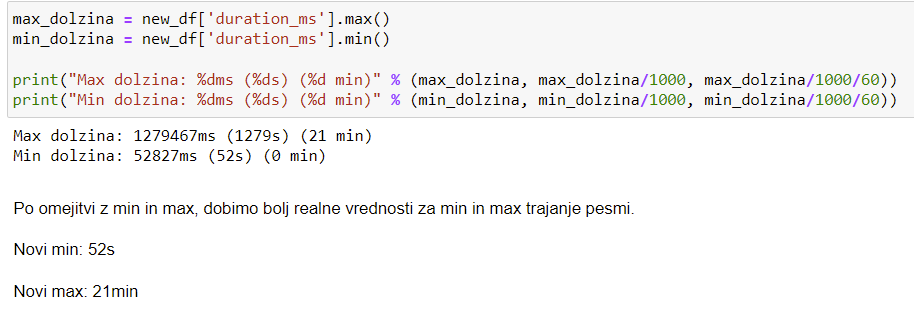 max_dolzina = new_df['duration_ms'].max()
min_dolzina = new_df['duration_ms'].min()
print("Max dolzina: %dms (%ds) (%d min)" % (max_dolzina, max_dolzina/1000, max_dolzina/1000/60))
print("Min dolzina: %dms (%ds) (%d min)" % (min_dolzina, min_dolzina/1000, min_dolzina/1000/60))
Max dolzina: 1279467ms (1279s) (21 min)
Min dolzina: 52827ms (52s) (0 min)
Po omejitvi z min in max, dobimo bolj realne vrednosti za min in max trajanje pesmi.
Novi min: 52s
Novi max: 21min